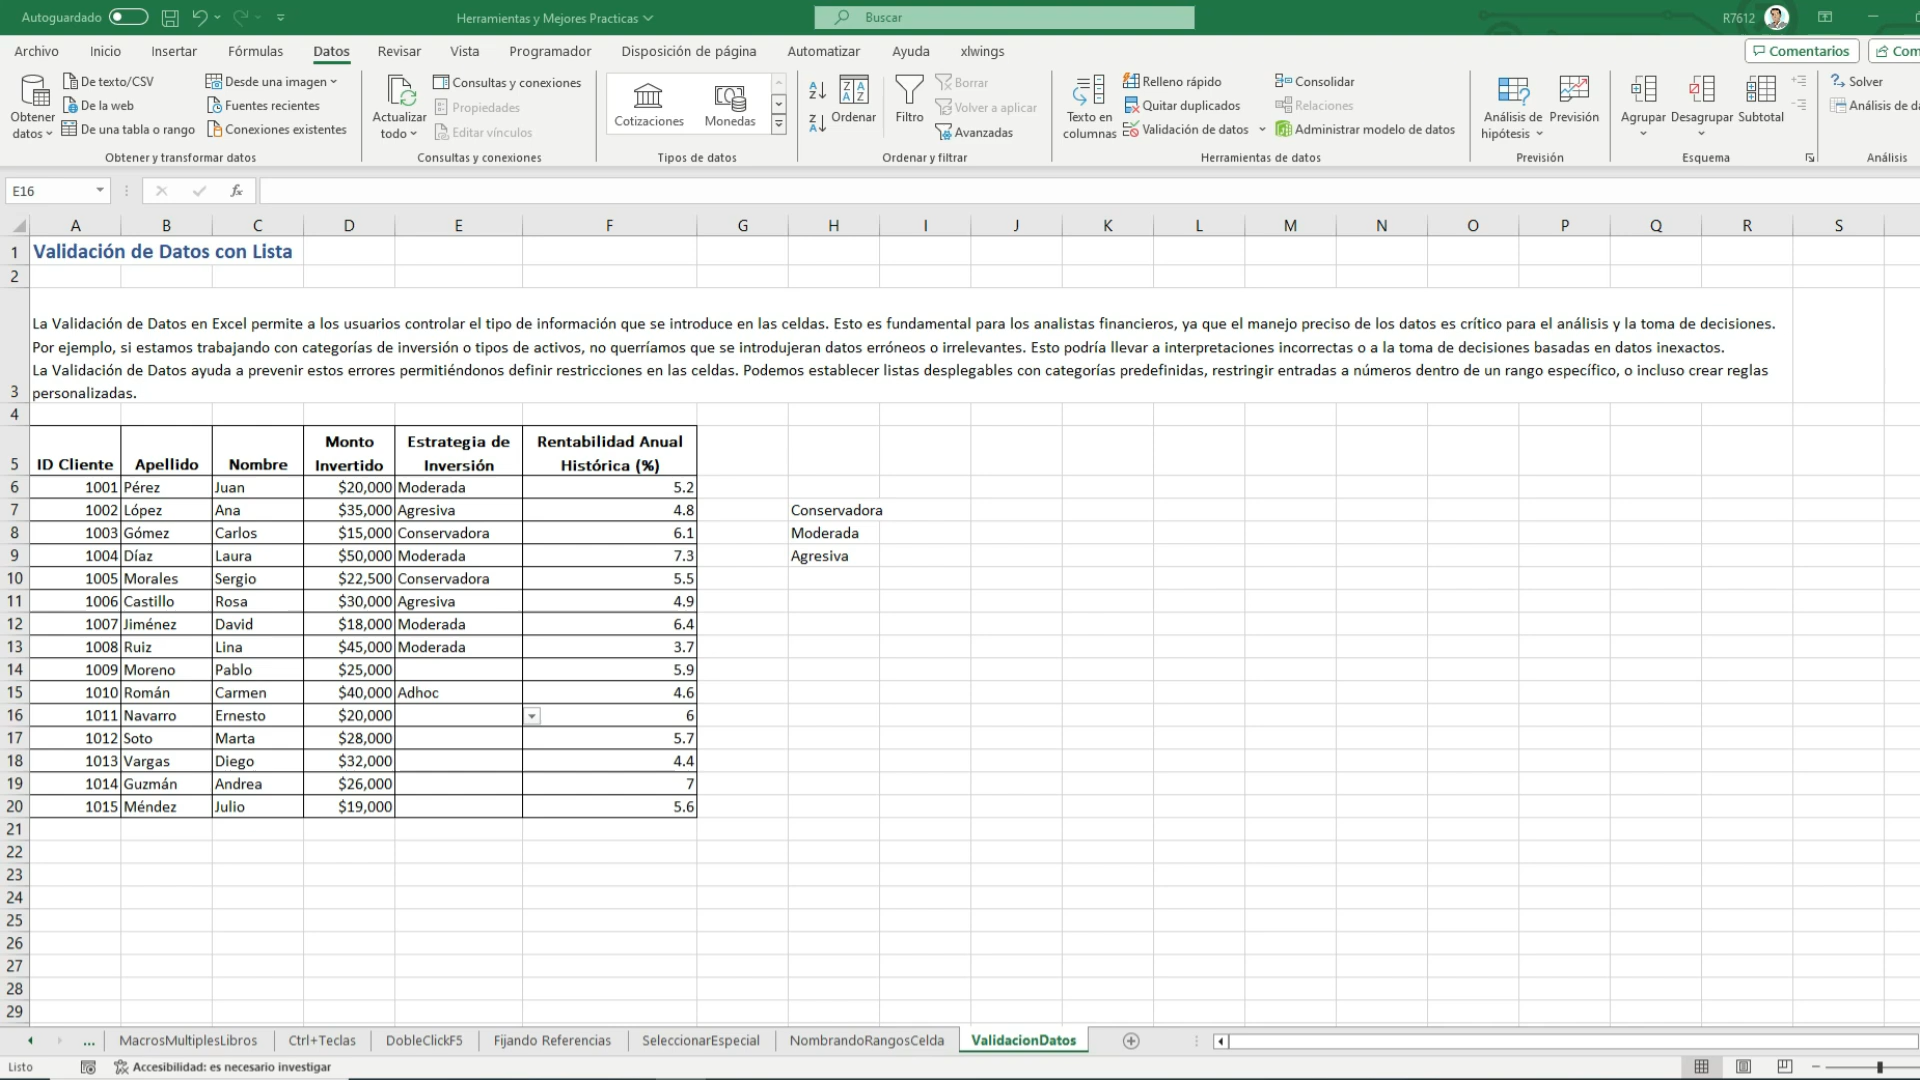 Autoguardado
Herramientas y Mejores Practicas
Buscar
R7612
Archivo Inicio Insertar Fórmulas Datos Revisar Vista Programador Disposición de página Automatizar Ayuda xlwings
Comentarios
Com
Obtener datos
De texto/CSV
De la web
De una tabla o rango
Desde una imagen
Fuentes recientes
Conexiones existentes
Obtener y transformar datos
Actualizar todo
Consultas y conexiones
Propiedades
Editar vínculos
Consultas y conexiones
Cotizaciones
Monedas
Tipos de datos
Ordenar
Filtro
Borrar
Volver a aplicar
Avanzadas
Ordenar y filtrar
Texto en columnas
Relleno rápido
Quitar duplicados
Validación de datos
Consolidar
Relaciones
Administrar modelo de datos
Herramientas de datos
Análisis de hipótesis
Previsión
Previsión
Agrupar
Desagrupar
Subtotal
Esquema
Solver
Análisis de da
Análisis
E16
fx
A B C D E F G H I J K L M N O P Q R S
1 Validación de Datos con Lista
2
La Validación de Datos en Excel permite a los usuarios controlar el tipo de información que se introduce en las celdas. Esto es fundamental para los analistas financieros, ya que el manejo preciso de los datos es crítico para el análisis y la toma de decisiones.
Por ejemplo, si estamos trabajando con categorías de inversión o tipos de activos, no querríamos que se introdujeran datos erróneos o irrelevantes. Esto podría llevar a interpretaciones incorrectas o a la toma de decisiones basadas en datos inexactos.
La Validación de Datos ayuda a prevenir estos errores permitiéndonos definir restricciones en las celdas. Podemos establecer listas desplegables con categorías predefinidas, restringir entradas a números dentro de un rango específico, o incluso crear reglas
3 personalizadas.
4
Monto Estrategia de Rentabilidad Anual
5 ID Cliente Apellido Nombre Invertido Inversión Histórica (%)
6 1001 Pérez Juan $20,000 Moderada 5.2
7 1002 López Ana $35,000 Agresiva 4.8 Conservadora
8 1003 Gómez Carlos $15,000 Conservadora 6.1 Moderada
9 1004 Díaz Laura $50,000 Moderada 7.3 Agresiva
10 1005 Morales Sergio $22,500 Conservadora 5.5
11 1006 Castillo Rosa $30,000 Agresiva 4.9
12 1007 Jiménez David $18,000 Moderada 6.4
13 1008 Ruiz Lina $45,000 Moderada 3.7
14 1009 Moreno Pablo $25,000 5.9
15 1010 Román Carmen $40,000 Adhoc 4.6
16 1011 Navarro Ernesto $20,000 6
17 1012 Soto Marta $28,000 5.7
18 1013 Vargas Diego $32,000 4.4
19 1014 Guzmán Andrea $26,000 7
20 1015 Méndez Julio $19,000 5.6
21
22
23
24
25
26
27
28
29
... MacrosMultiplesLibros Ctrl+Teclas DobleClickF5 Fijando Referencias SeleccionarEspecial NombrandoRangosCelda ValidacionDatos
Listo
Accesibilidad: es necesario investigar